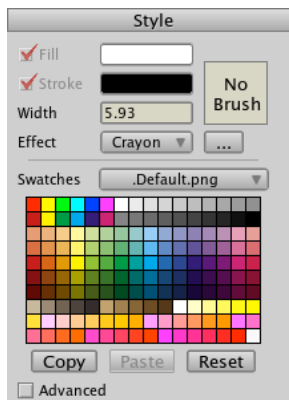 Style
Fill
Stroke
No
Brush
Width 5.93
Effect Crayon ...
Swatches .Default.png
Copy Paste Reset
Advanced